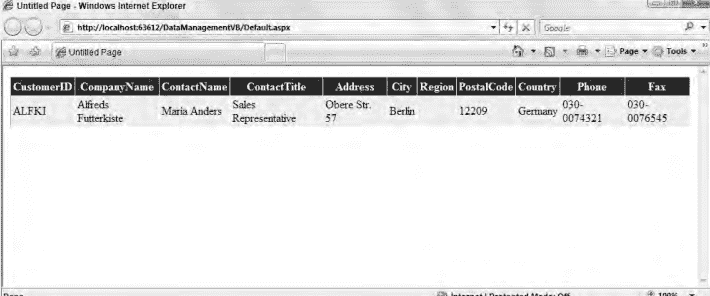 Untitled Page - Windows Internet Explorer
http://localhost:63612/DataManagementVB/Default.aspx
Google
Untitled Page
Page
Tools
CustomerID CompanyName ContactName ContactTitle Address City Region PostalCode Country Phone Fax
ALFKI Alfreds Futterkiste Maria Anders Sales Representative Obere Str. 57 Berlin 12209 Germany 030-0074321 030-0076545
Done
Internet | Protected Mode: Off
100%